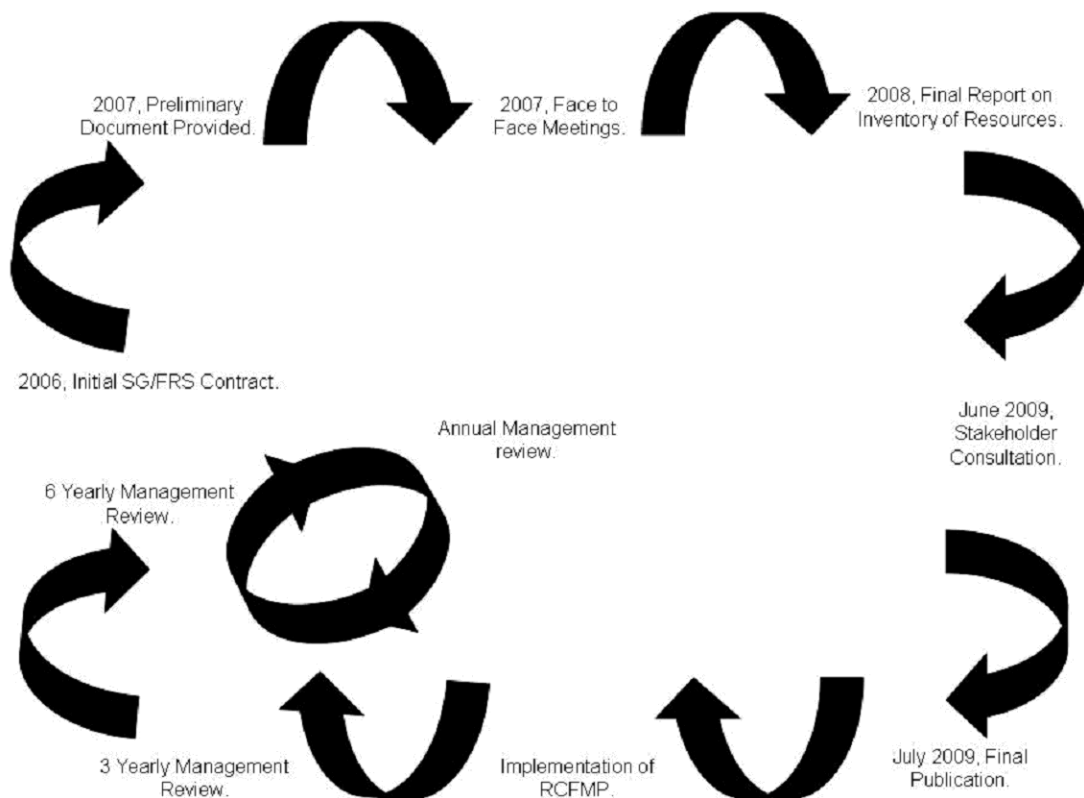 2007, Preliminary
Document Provided.
2007, Face to
Face Meetings.
2008, Final Report on
Inventory of Resources.
2006, Initial SG/FRS Contract.
June 2009,
Stakeholder
Consultation.
Annual Management
review.
6 Yearly Management
Review.
3 Yearly Management
Review.
Implementation of
RCFMP.
July 2009, Final
Publication.